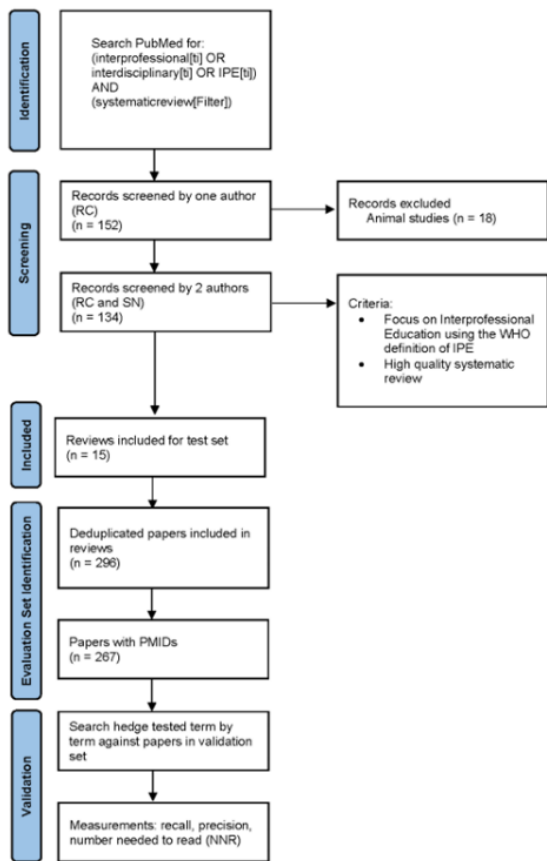 Identification
Search PubMed for:
(interprofessional[ti] OR
interdisciplinary[ti] OR IPE[ti])
AND
(systematicreview[Filter])
Screening
Records screened by one author
(RC)
(n = 152)
Records excluded
Animal studies (n = 18)
Records screened by 2 authors
(RC and SN)
(n = 134)
Criteria:
• Focus on Interprofessional
Education using the WHO
definition of IPE
• High quality systematic
review
Included
Reviews included for test set
(n = 15)
Evaluation Set Identification
Deduplicated papers included in
reviews
(n = 296)
Papers with PMIDs
(n = 267)
Validation
Search hedge tested term by
term against papers in validation
set
Measurements: recall, precision,
number needed to read (NNR)